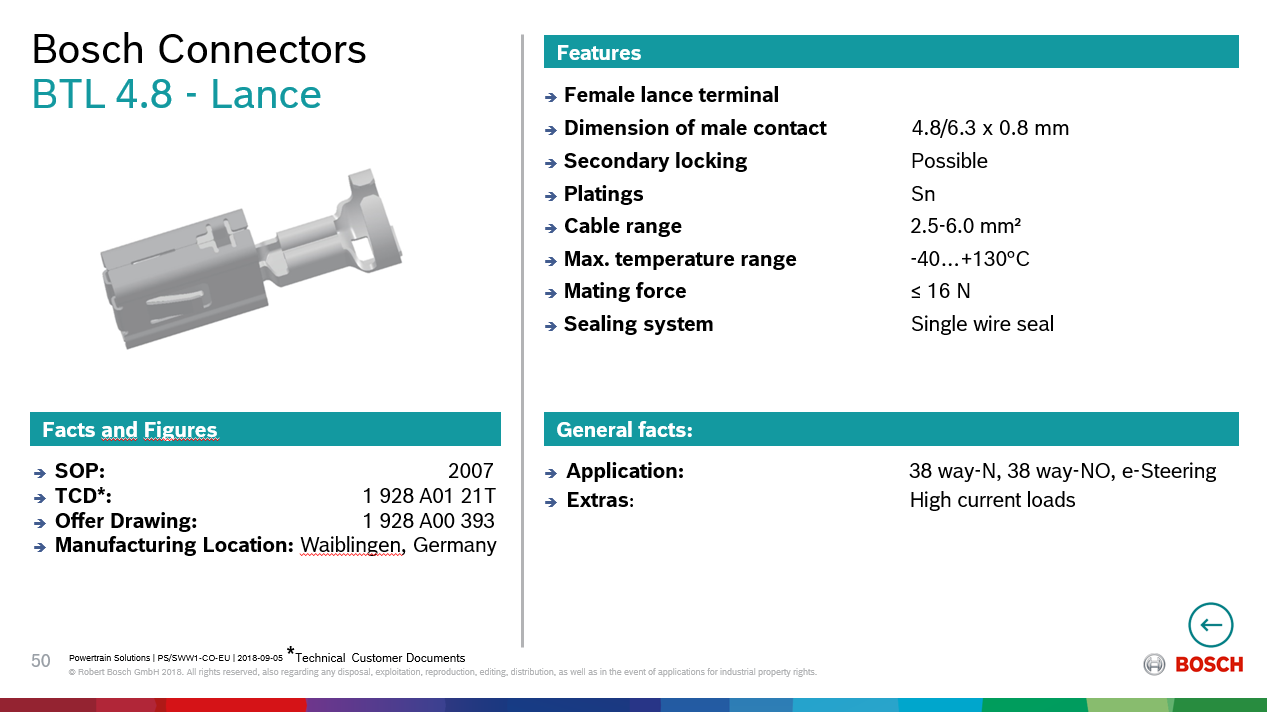 Bosch Connectors
BTL 4.8 - Lance
Features
Female lance terminal
Dimension of male contact 4.8/6.3 x 0.8 mm
Secondary locking Possible
Platings Sn
Cable range 2.5-6.0 mm²
Max. temperature range -40…+130°C
Mating force ≤ 16 N
Sealing system Single wire seal
Facts and Figures
SOP: 2007
TCD*: 1 928 A01 21T
Offer Drawing: 1 928 A00 393
Manufacturing Location: Waiblingen, Germany
General facts:
Application: 38 way-N, 38 way-NO, e-Steering
Extras: High current loads
50
Powertrain Solutions | PS/SWW1-CO-EU | 2018-09-05 *Technical Customer Documents
© Robert Bosch GmbH 2018. All rights reserved, also regarding any disposal, exploitation, reproduction, editing, distribution, as well as in the event of applications for industrial property rights.
BOSCH